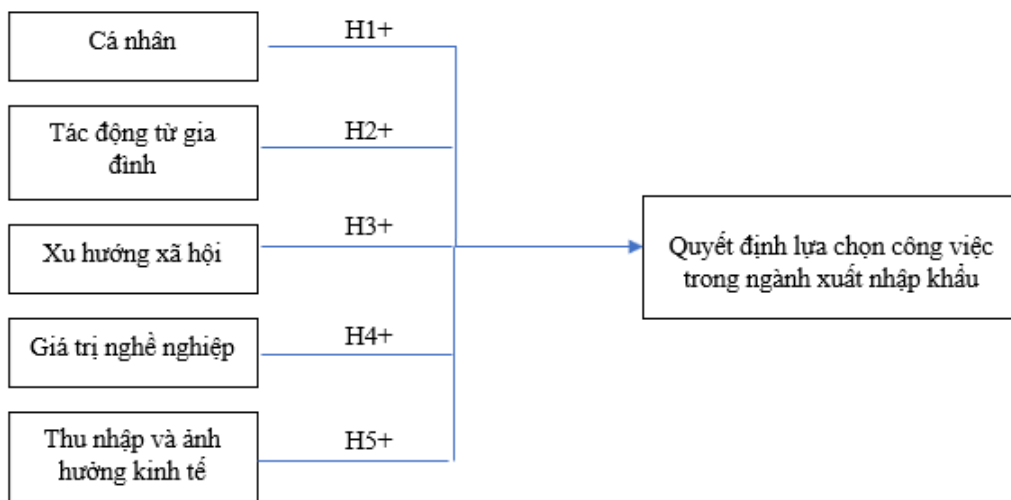 Cá nhân
H1+
Tác động từ gia
đình
H2+
Xu hướng xã hội
H3+
Giá trị nghề nghiệp
H4+
Thu nhập và ảnh
hưởng kinh tế
H5+
Quyết định lựa chọn công việc
trong ngành xuất nhập khẩu